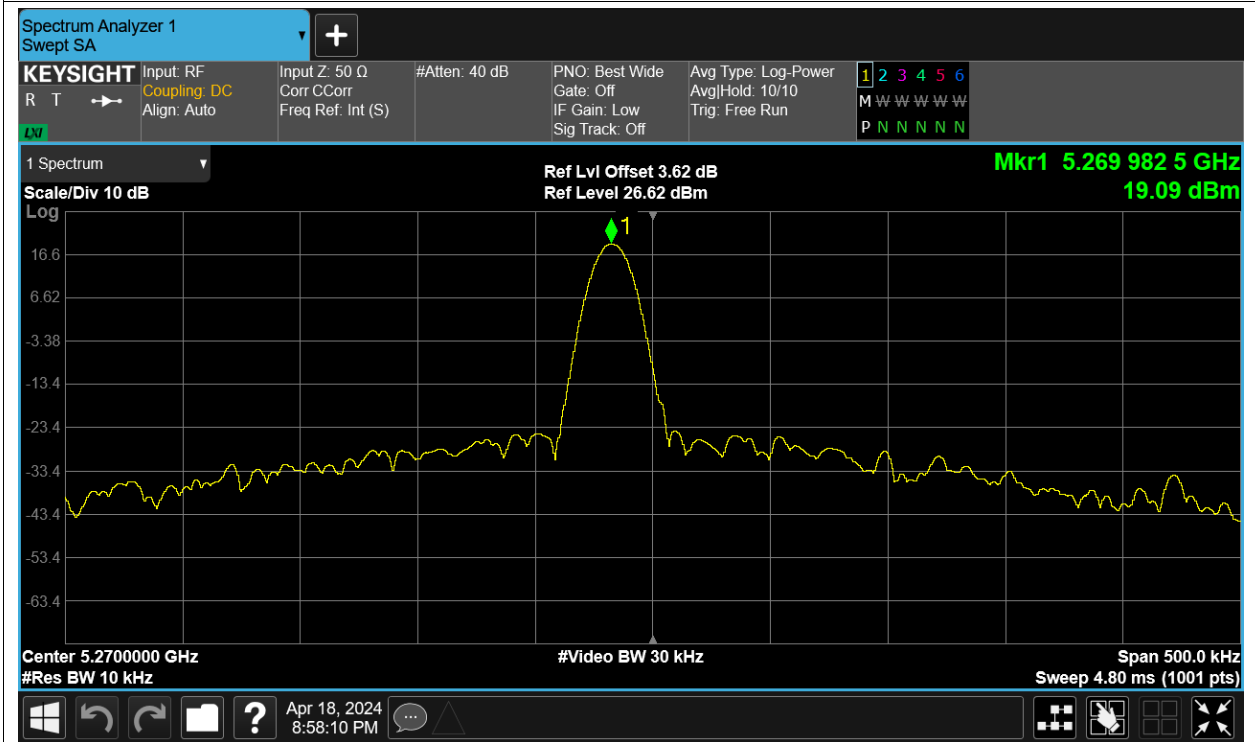 Spectrum Analyzer 1
Swept SA
+
KEYSIGHT
R T
LXI
Input: RF
Coupling: DC
Align: Auto
Input Z: 50 Ω
Corr CCorr
Freq Ref: Int (S)
#Atten: 40 dB
PNO: Best Wide
Gate: Off
IF Gain: Low
Sig Track: Off
Avg Type: Log-Power
Avg|Hold: 10/10
Trig: Free Run
1 2 3 4 5 6
M W W W W W
P N N N N N
1 Spectrum
Scale/Div 10 dB
Log
Ref Lvl Offset 3.62 dB
Ref Level 26.62 dBm
Mkr1 5.269 982 5 GHz
19.09 dBm
1
16.6
6.62
-3.38
-13.4
-23.4
-33.4
-43.4
-53.4
-63.4
Center 5.2700000 GHz
#Res BW 10 kHz
#Video BW 30 kHz
Span 500.0 kHz
Sweep 4.80 ms (1001 pts)
?
Apr 18, 2024
8:58:10 PM